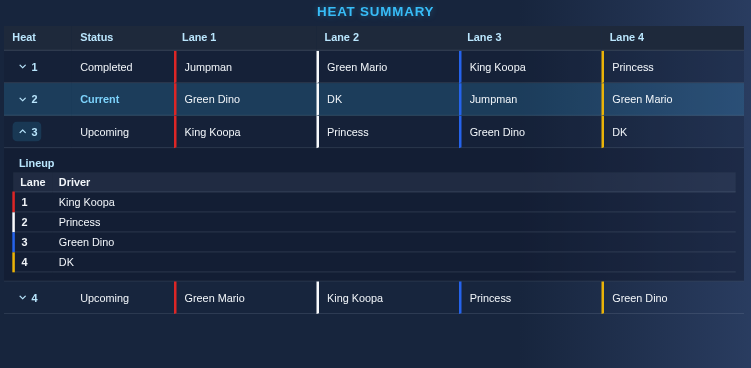 HEAT SUMMARY
Heat Status Lane 1 Lane 2 Lane 3 Lane 4
1 Completed Jumpman Green Mario King Koopa Princess
2 Current Green Dino DK Jumpman Green Mario
3 Upcoming King Koopa Princess Green Dino DK
Lineup
Lane Driver
1 King Koopa
2 Princess
3 Green Dino
4 DK
4 Upcoming Green Mario King Koopa Princess Green Dino